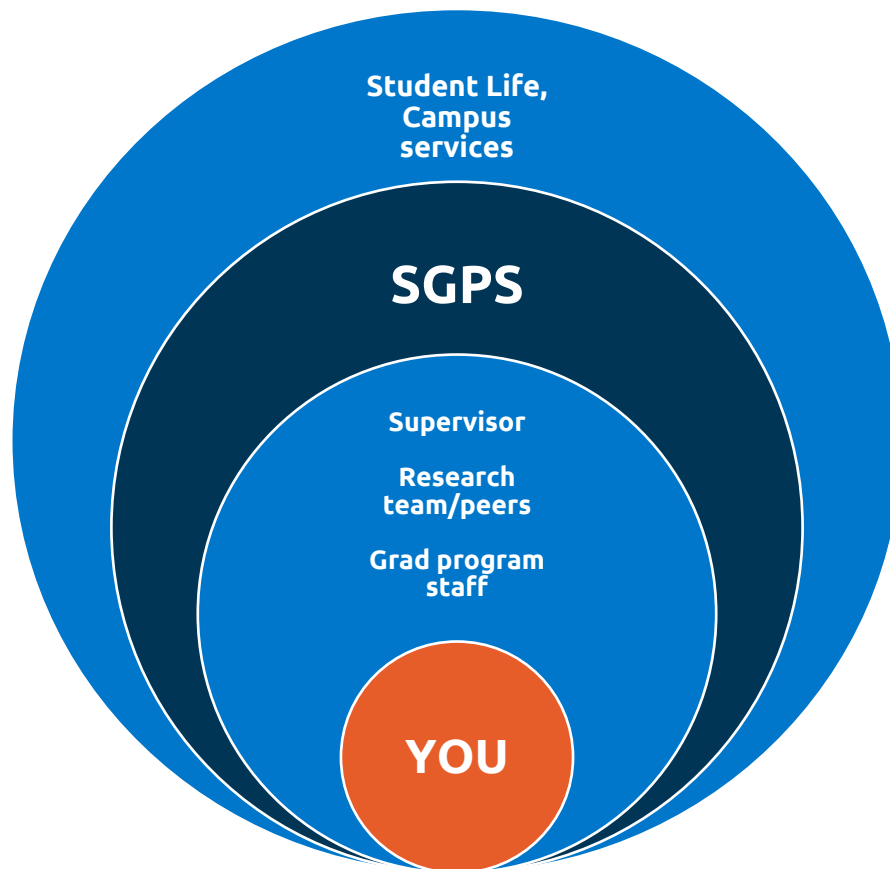 Student Life,
Campus
services
SGPS
Supervisor
Research
team/peers
Grad program
staff
YOU